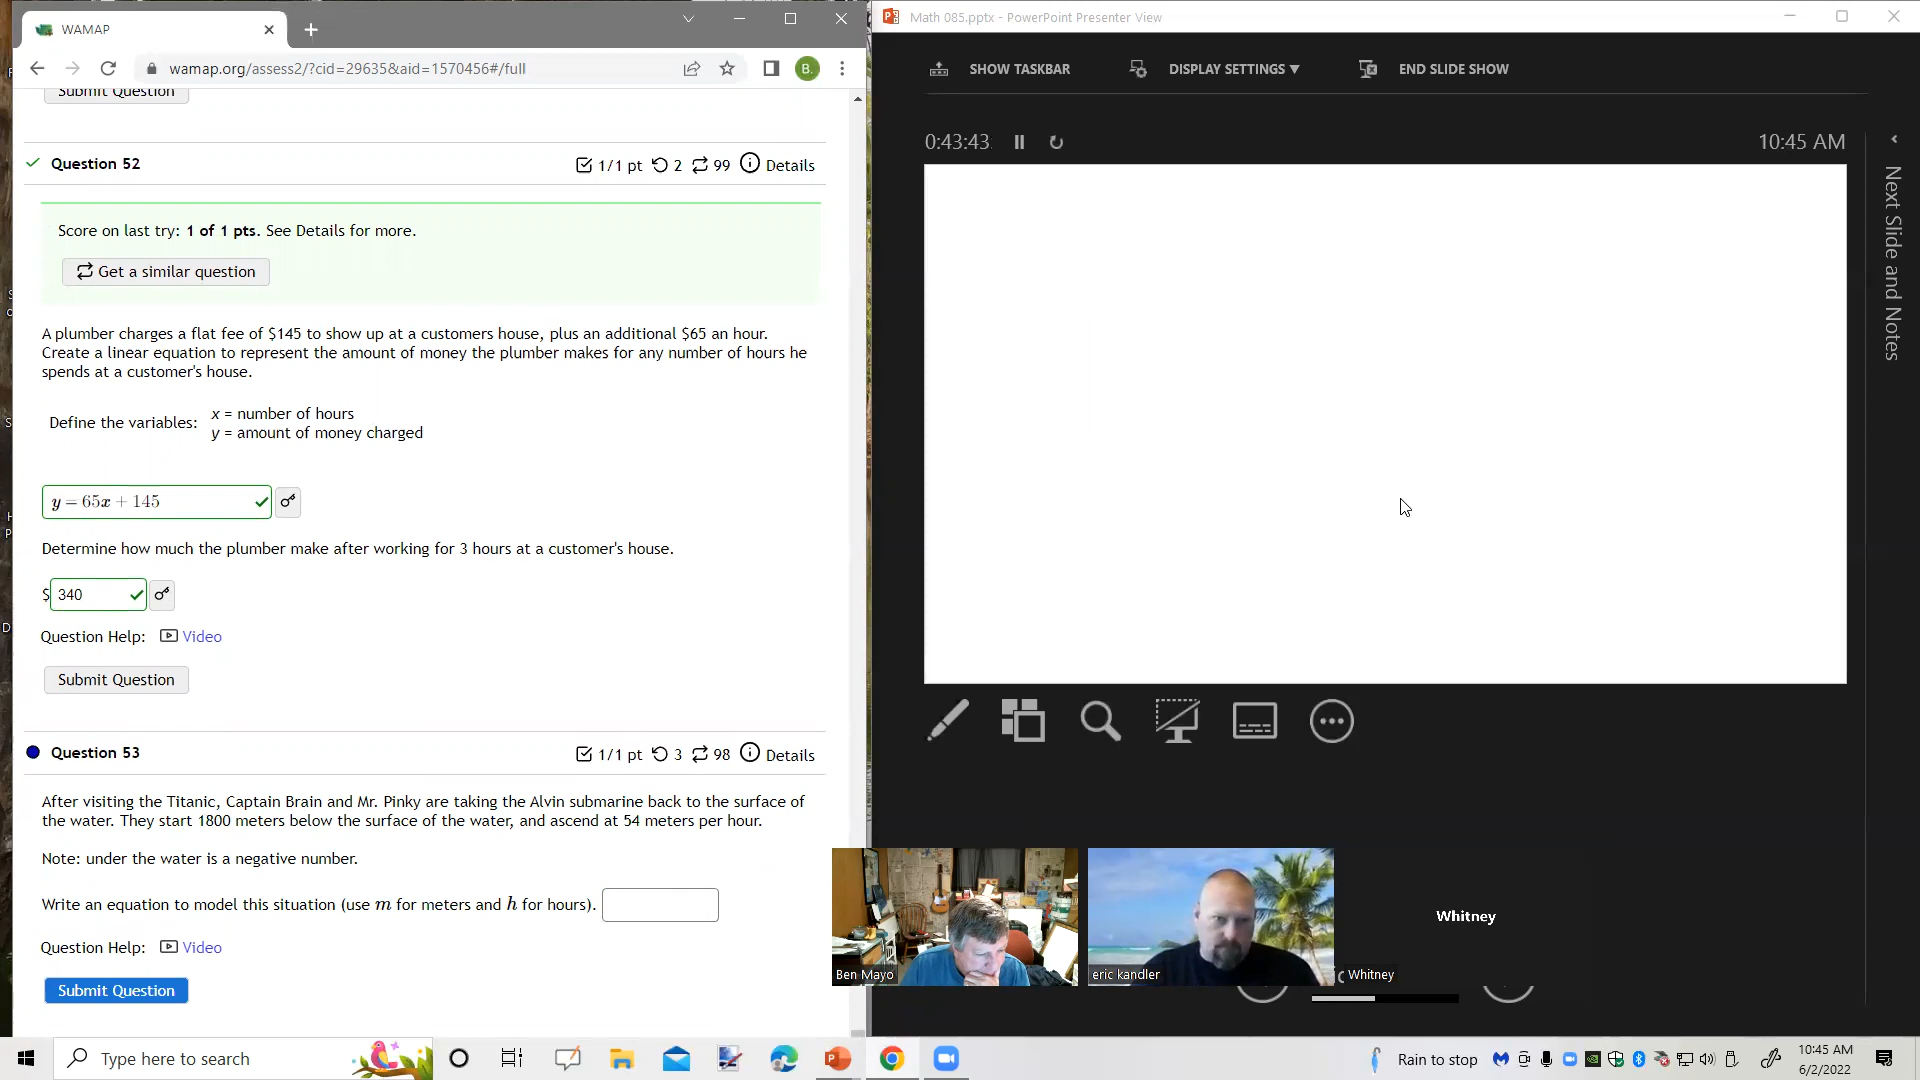 WAMAP
Math 085.pptx - PowerPoint Presenter View
wamap.org/assess2/?cid=29635&aid=1570456#/full
B.
SHOW TASKBAR
DISPLAY SETTINGS ▼
END SLIDE SHOW
Submit Question
0:43:43
10:45 AM
Next Slide and Notes
Question 52
1/1 pt 2 99 Details
Score on last try: 1 of 1 pts. See Details for more.
Get a similar question
A plumber charges a flat fee of $145 to show up at a customers house, plus an additional $65 an hour.
Create a linear equation to represent the amount of money the plumber makes for any number of hours he
spends at a customer's house.
Define the variables:
x = number of hours
y = amount of money charged
y = 65x + 145
Determine how much the plumber make after working for 3 hours at a customer's house.
$ 340
Question Help: Video
Submit Question
Question 53
1/1 pt 3 98 Details
After visiting the Titanic, Captain Brain and Mr. Pinky are taking the Alvin submarine back to the surface of
the water. They start 1800 meters below the surface of the water, and ascend at 54 meters per hour.
Note: under the water is a negative number.
Write an equation to model this situation (use m for meters and h for hours).
Question Help: Video
Submit Question
Whitney
Ben Mayo
eric kandler
Whitney
Type here to search
Rain to stop
10:45 AM
6/2/2022